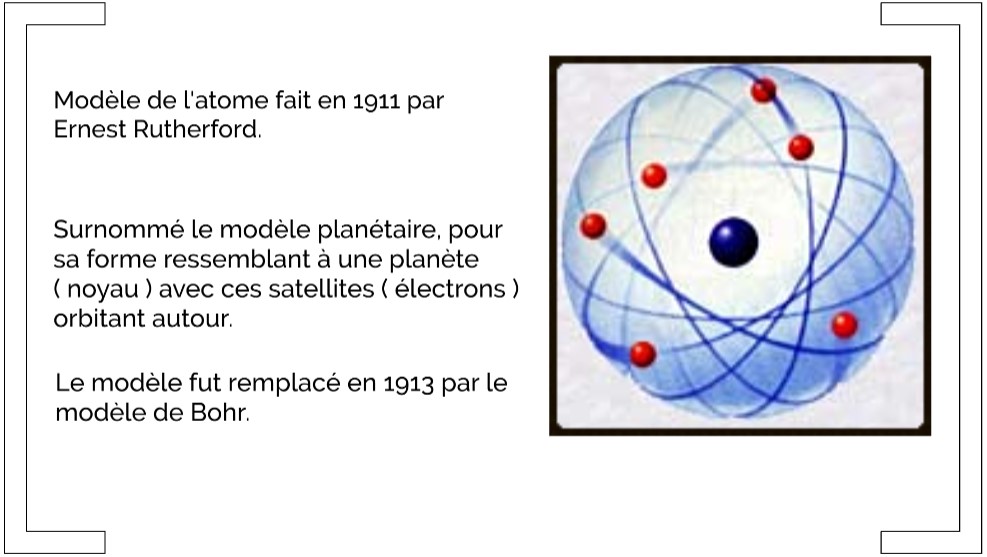 Modèle de l'atome fait en 1911 par
Ernest Rutherford.
Surnommé le modèle planétaire, pour
sa forme ressemblant à une planète
( noyau ) avec ces satellites ( électrons )
orbitant autour.
Le modèle fut remplacé en 1913 par le
modèle de Bohr.